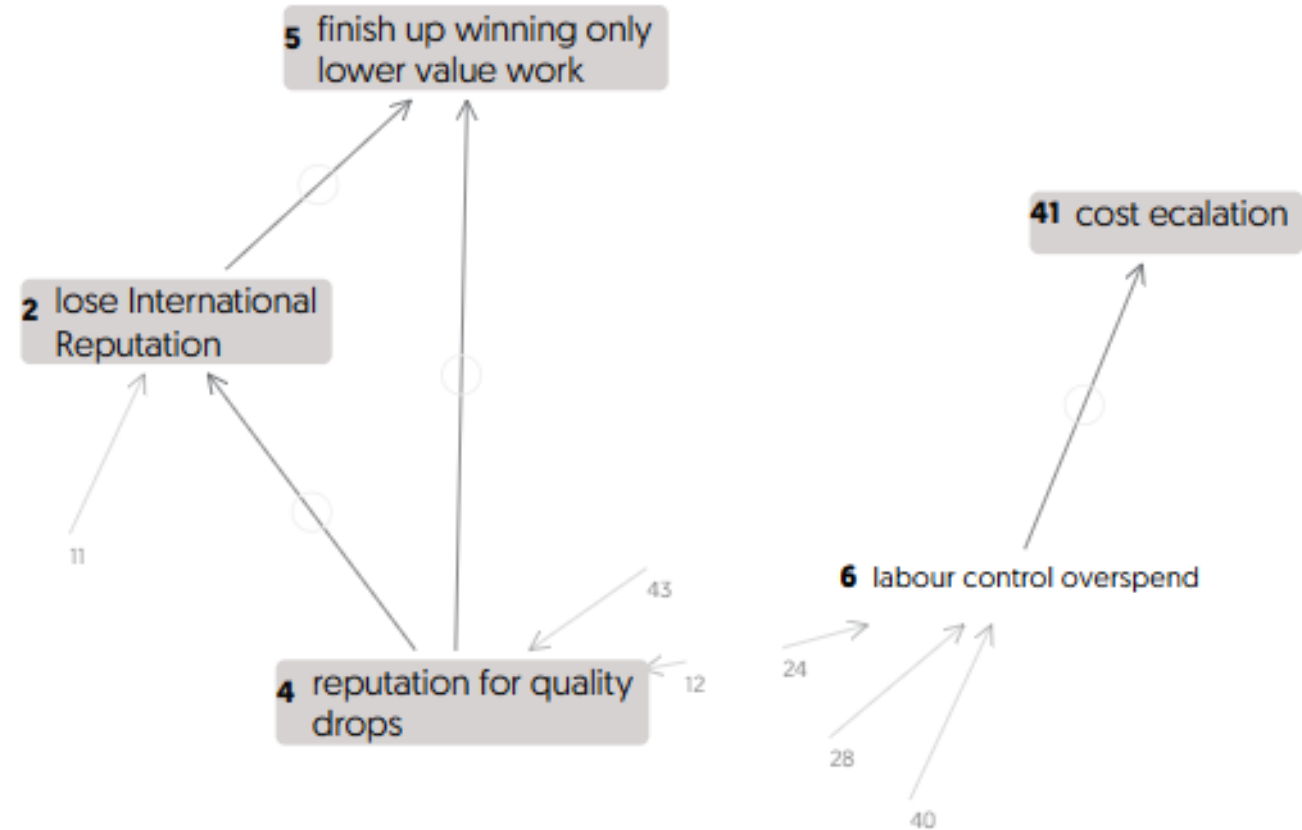 5 finish up winning only
lower value work
41 cost ecalation
2 lose International
Reputation
11
43
6 labour control overspend
4 reputation for quality
drops
12
24
28
40